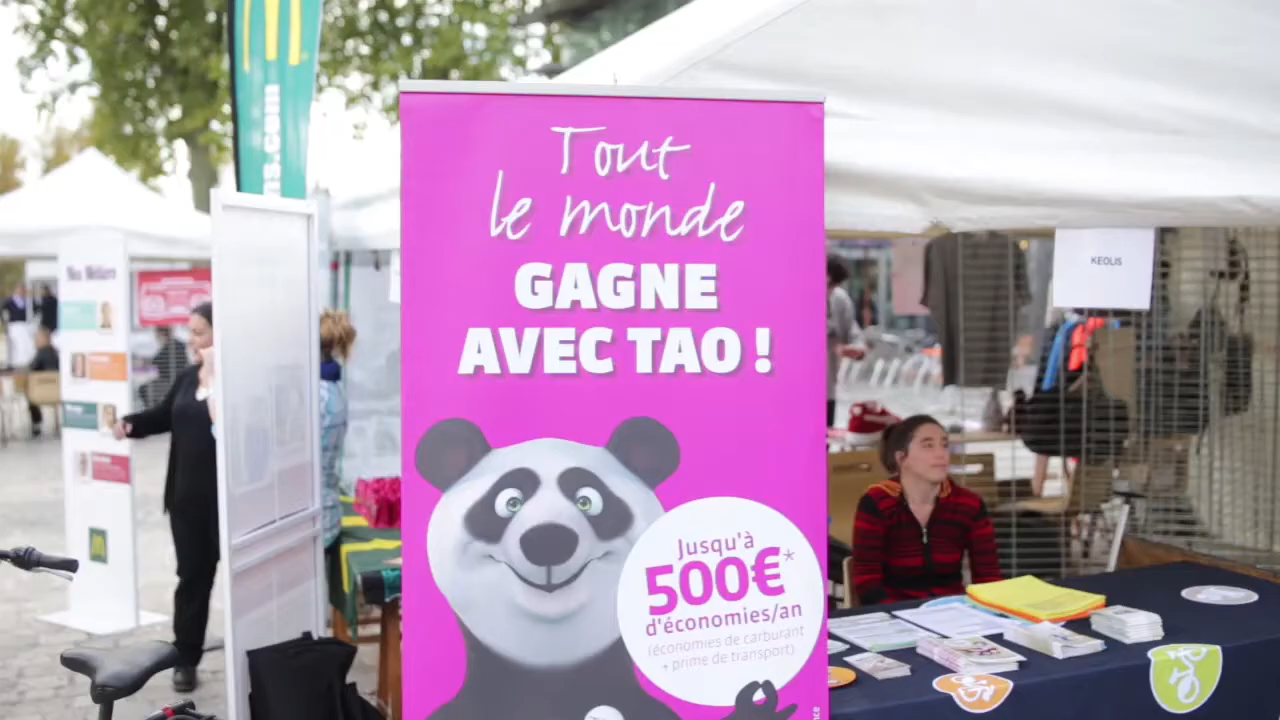 Tout
le monde
GAGNE
AVEC TAO !
Jusqu'à
500€*
d'économies/an
(économies de carburant
+ prime de transport)
KEOLIS
Nos Métiers